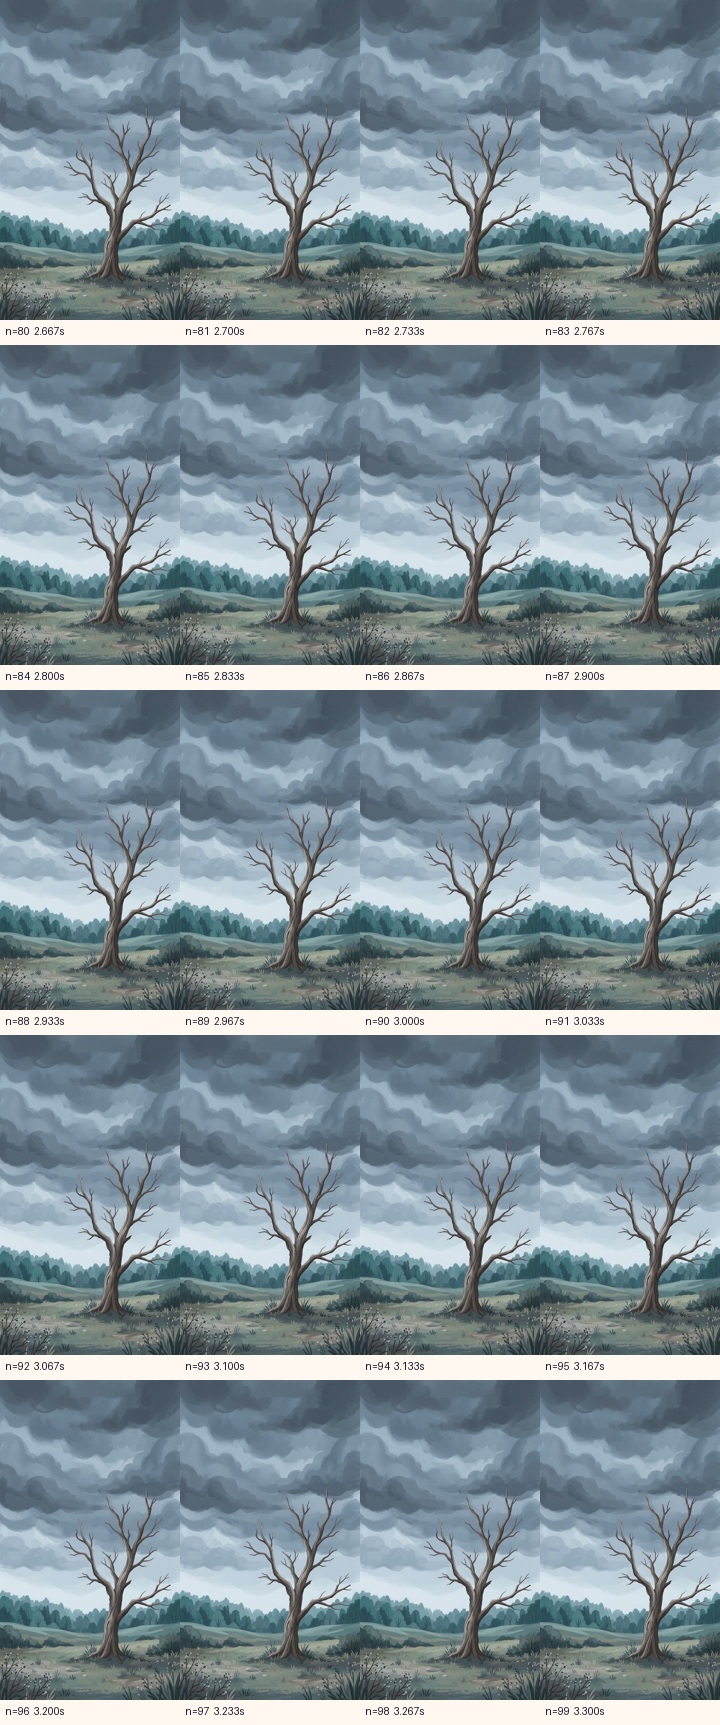 n=80 2.667s
n=81 2.700s
n=82 2.733s
n=83 2.767s
n=84 2.800s
n=85 2.833s
n=86 2.867s
n=87 2.900s
n=88 2.933s
n=89 2.967s
n=90 3.000s
n=91 3.033s
n=92 3.067s
n=93 3.100s
n=94 3.133s
n=95 3.167s
n=96 3.200s
n=97 3.233s
n=98 3.267s
n=99 3.300s